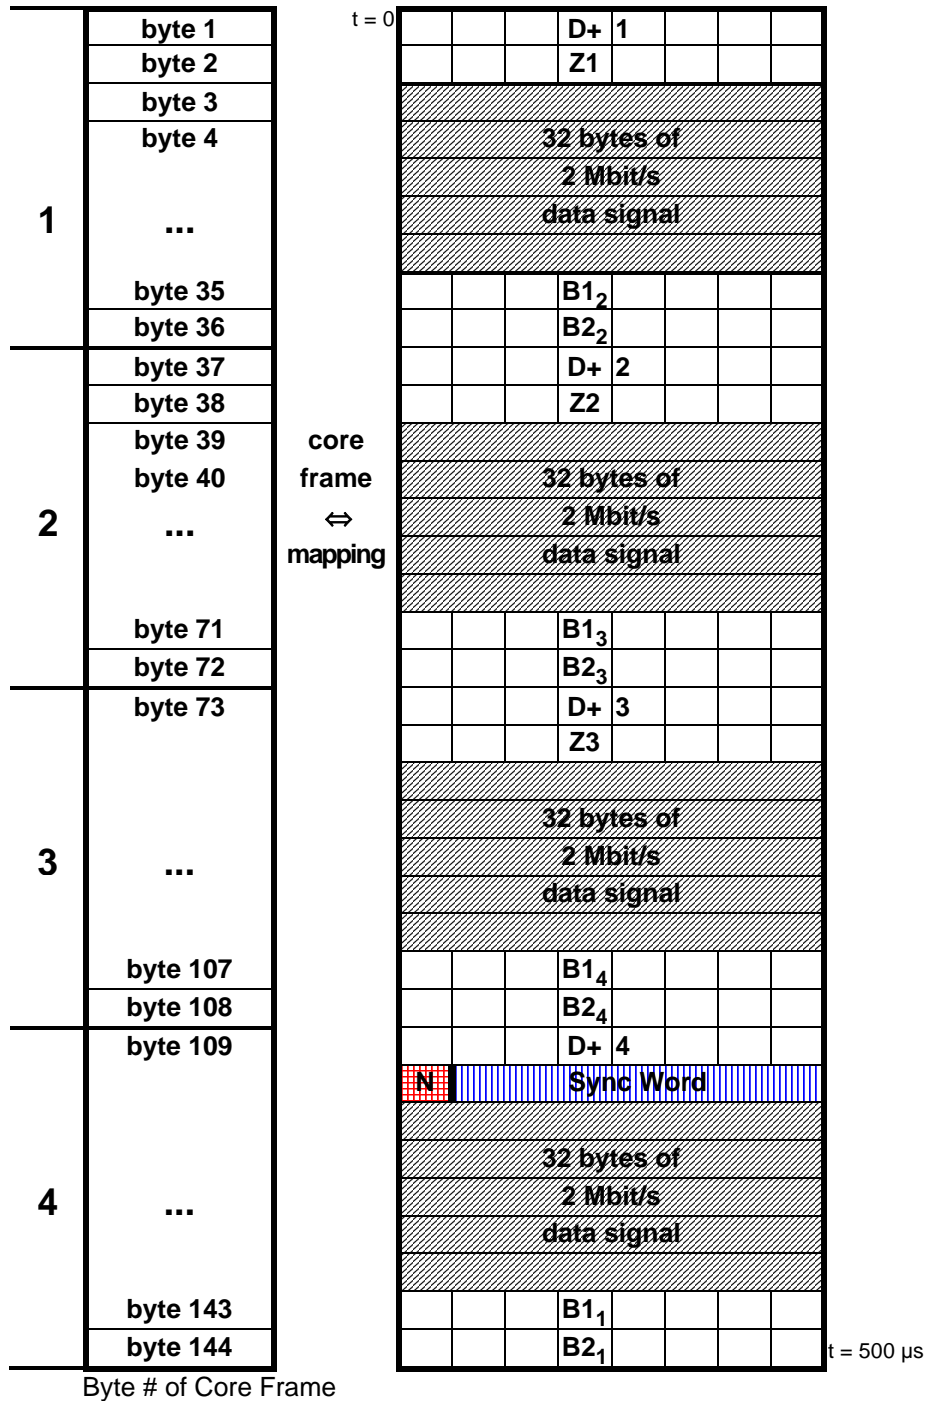 t = 0
byte 1 D+ 1
byte 2 Z1
byte 3
byte 4 32 bytes of
2 Mbit/s
1 ... data signal
byte 35 B1₂
byte 36 B2₂
byte 37 D+ 2
byte 38 Z2
byte 39 core
byte 40 frame 32 bytes of
2 ... ⇔ 2 Mbit/s
mapping data signal
byte 71 B1₃
byte 72 B2₃
byte 73 D+ 3
Z3
32 bytes of
3 ... 2 Mbit/s
data signal
byte 107 B1₄
byte 108 B2₄
byte 109 D+ 4
N Sync Word
32 bytes of
4 ... 2 Mbit/s
data signal
byte 143 B1₁
byte 144 B2₁ t = 500 µs
Byte # of Core Frame